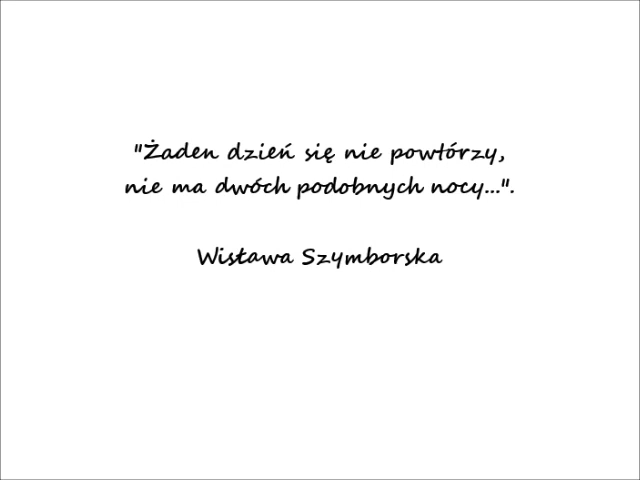 "Żaden dzień się nie powtórzy,
nie ma dwóch podobnych nocy...".
Wisława Szymborska